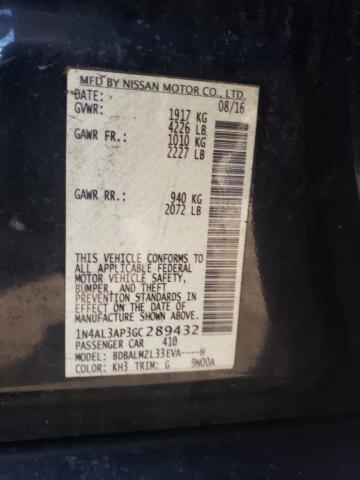 MFD BY NISSAN MOTOR CO., LTD.
DATE: 08/16
GVWR: 1917 KG
4226 LB
GAWR FR.: 1010 KG
2227 LB
GAWR RR.: 940 KG
2072 LB
THIS VEHICLE CONFORMS TO
ALL APPLICABLE FEDERAL
MOTOR VEHICLE SAFETY,
BUMPER, AND THEFT
PREVENTION STANDARDS
IN EFFECT ON THE DATE OF
MANUFACTURE SHOWN ABOVE.
1N4AL3AP3GC289432
PASSENGER CAR 410
MODEL: BDBALMZL33EVA----H
COLOR: KH3 TRIM: G 9N00A